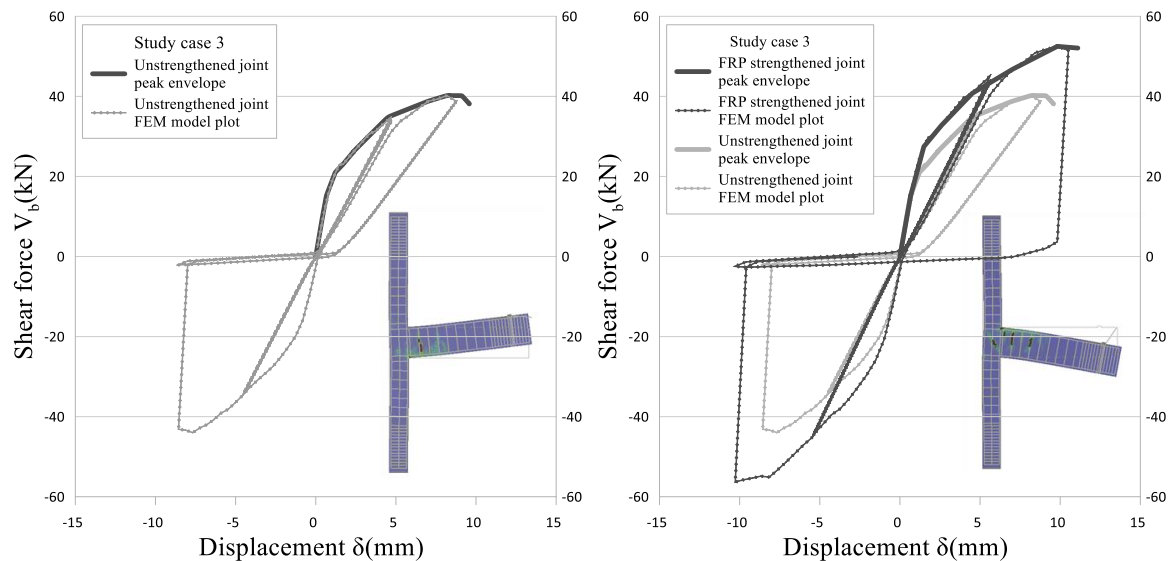 60
60
Study case 3
Unstrengthened joint
peak envelope
Unstrengthened joint
FEM model plot
40
40
20
20
0
0
-20
-20
-40
-40
-60
-60
-15
-10
-5
0
5
10
15
Shear force V_b(kN)
Displacement δ(mm)
60
60
Study case 3
FRP strengthened joint
peak envelope
FRP strengthened joint
FEM model plot
Unstrengthened joint
peak envelope
Unstrengthened joint
FEM model plot
40
40
20
20
0
0
-20
-20
-40
-40
-60
-60
-15
-10
-5
0
5
10
15
Shear force V_b(kN)
Displacement δ(mm)